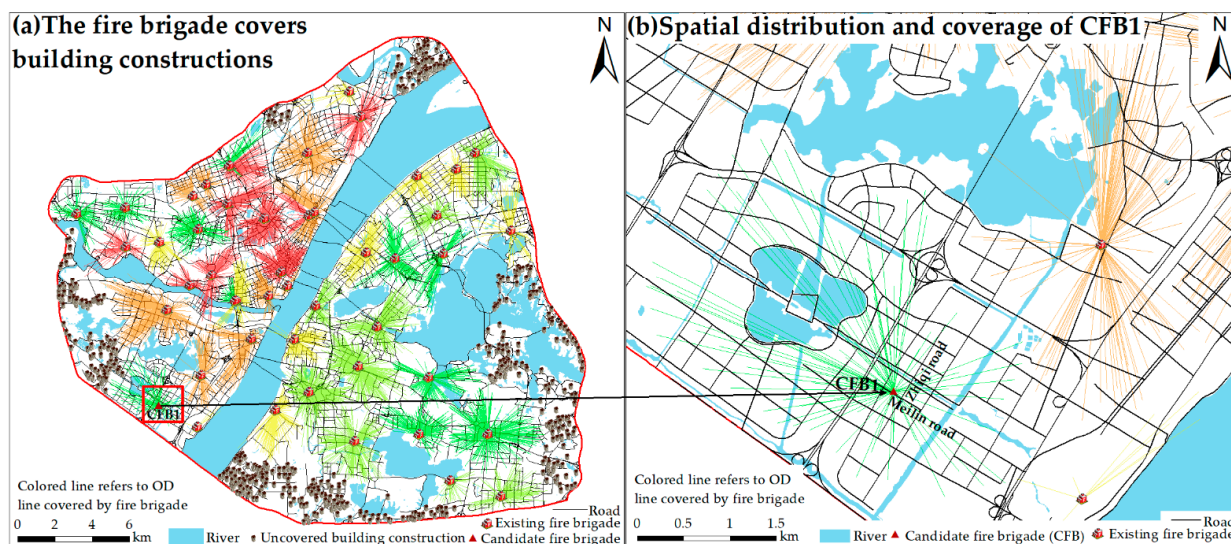 (a)The fire brigade covers
building constructions
N
CFB1
Colored line refers to OD
line covered by fire brigade
0 2 4 6
km
River
Uncovered building construction
Road
Existing fire brigade
Candidate fire brigade
(b)Spatial distribution and coverage of CFB1
N
CFB1
Zhiqi road
Meilin road
Colored line refers to OD
line covered by fire brigade
0 0.5 1 1.5
km
River
Candidate fire brigade (CFB)
Road
Existing fire brigade